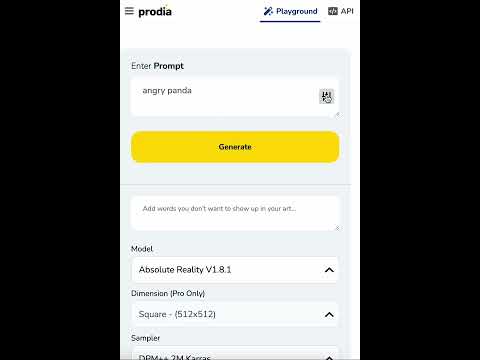 prodia
Playground
API
Enter Prompt
angry panda
Generate
Add words you don't want to show up in your art...
Model
Absolute Reality V1.8.1
Dimension (Pro Only)
Square - (512x512)
Sampler
DPM++ 2M Karras